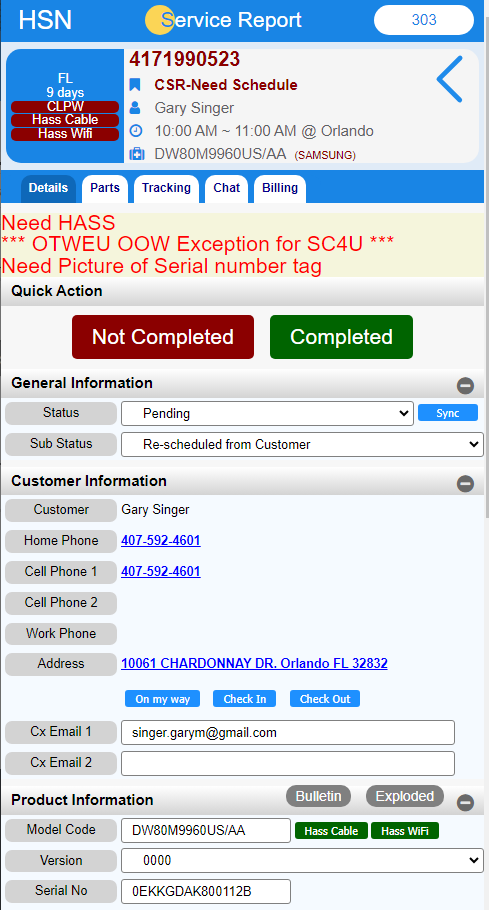 HSN Service Report 303
FL
9 days
CLPW
Hass Cable
Hass Wifi
4171990523
CSR-Need Schedule
Gary Singer
10:00 AM ~ 11:00 AM @ Orlando
DW80M9960US/AA (SAMSUNG)
Details Parts Tracking Chat Billing
Need HASS
*** OTWEU OOW Exception for SC4U ***
Need Picture of Serial number tag
Quick Action
Not Completed Completed
General Information
Status Pending Sync
Sub Status Re-scheduled from Customer
Customer Information
Customer Gary Singer
Home Phone 407-592-4601
Cell Phone 1 407-592-4601
Cell Phone 2
Work Phone
Address 10061 CHARDONNAY DR. Orlando FL 32832
On my way Check In Check Out
Cx Email 1 singer.garym@gmail.com
Cx Email 2
Product Information Bulletin Exploded
Model Code DW80M9960US/AA Hass Cable Hass WiFi
Version 0000
Serial No 0EKKGDAK800112B